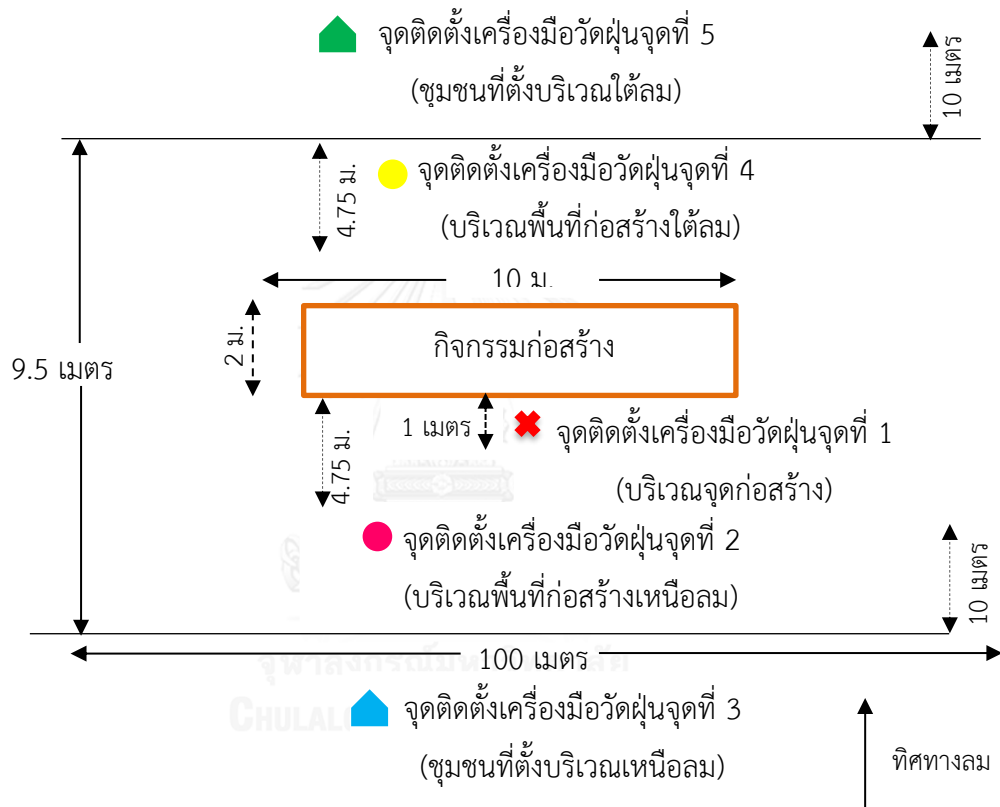 จุดติดตั้งเครื่องมือวัดฝุ่นจุดที่ 5
(ชุมชนที่ตั้งบริเวณใต้ลม)
10 เมตร
จุดติดตั้งเครื่องมือวัดฝุ่นจุดที่ 4
(บริเวณพื้นที่ก่อสร้างใต้ลม)
4.75 ม.
10 ม.
2 ม.
กิจกรรมก่อสร้าง
9.5 เมตร
1 เมตร
จุดติดตั้งเครื่องมือวัดฝุ่นจุดที่ 1
(บริเวณจุดก่อสร้าง)
4.75 ม.
จุดติดตั้งเครื่องมือวัดฝุ่นจุดที่ 2
(บริเวณพื้นที่ก่อสร้างเหนือลม)
10 เมตร
100 เมตร
จุดติดตั้งเครื่องมือวัดฝุ่นจุดที่ 3
(ชุมชนที่ตั้งบริเวณเหนือลม)
ทิศทางลม